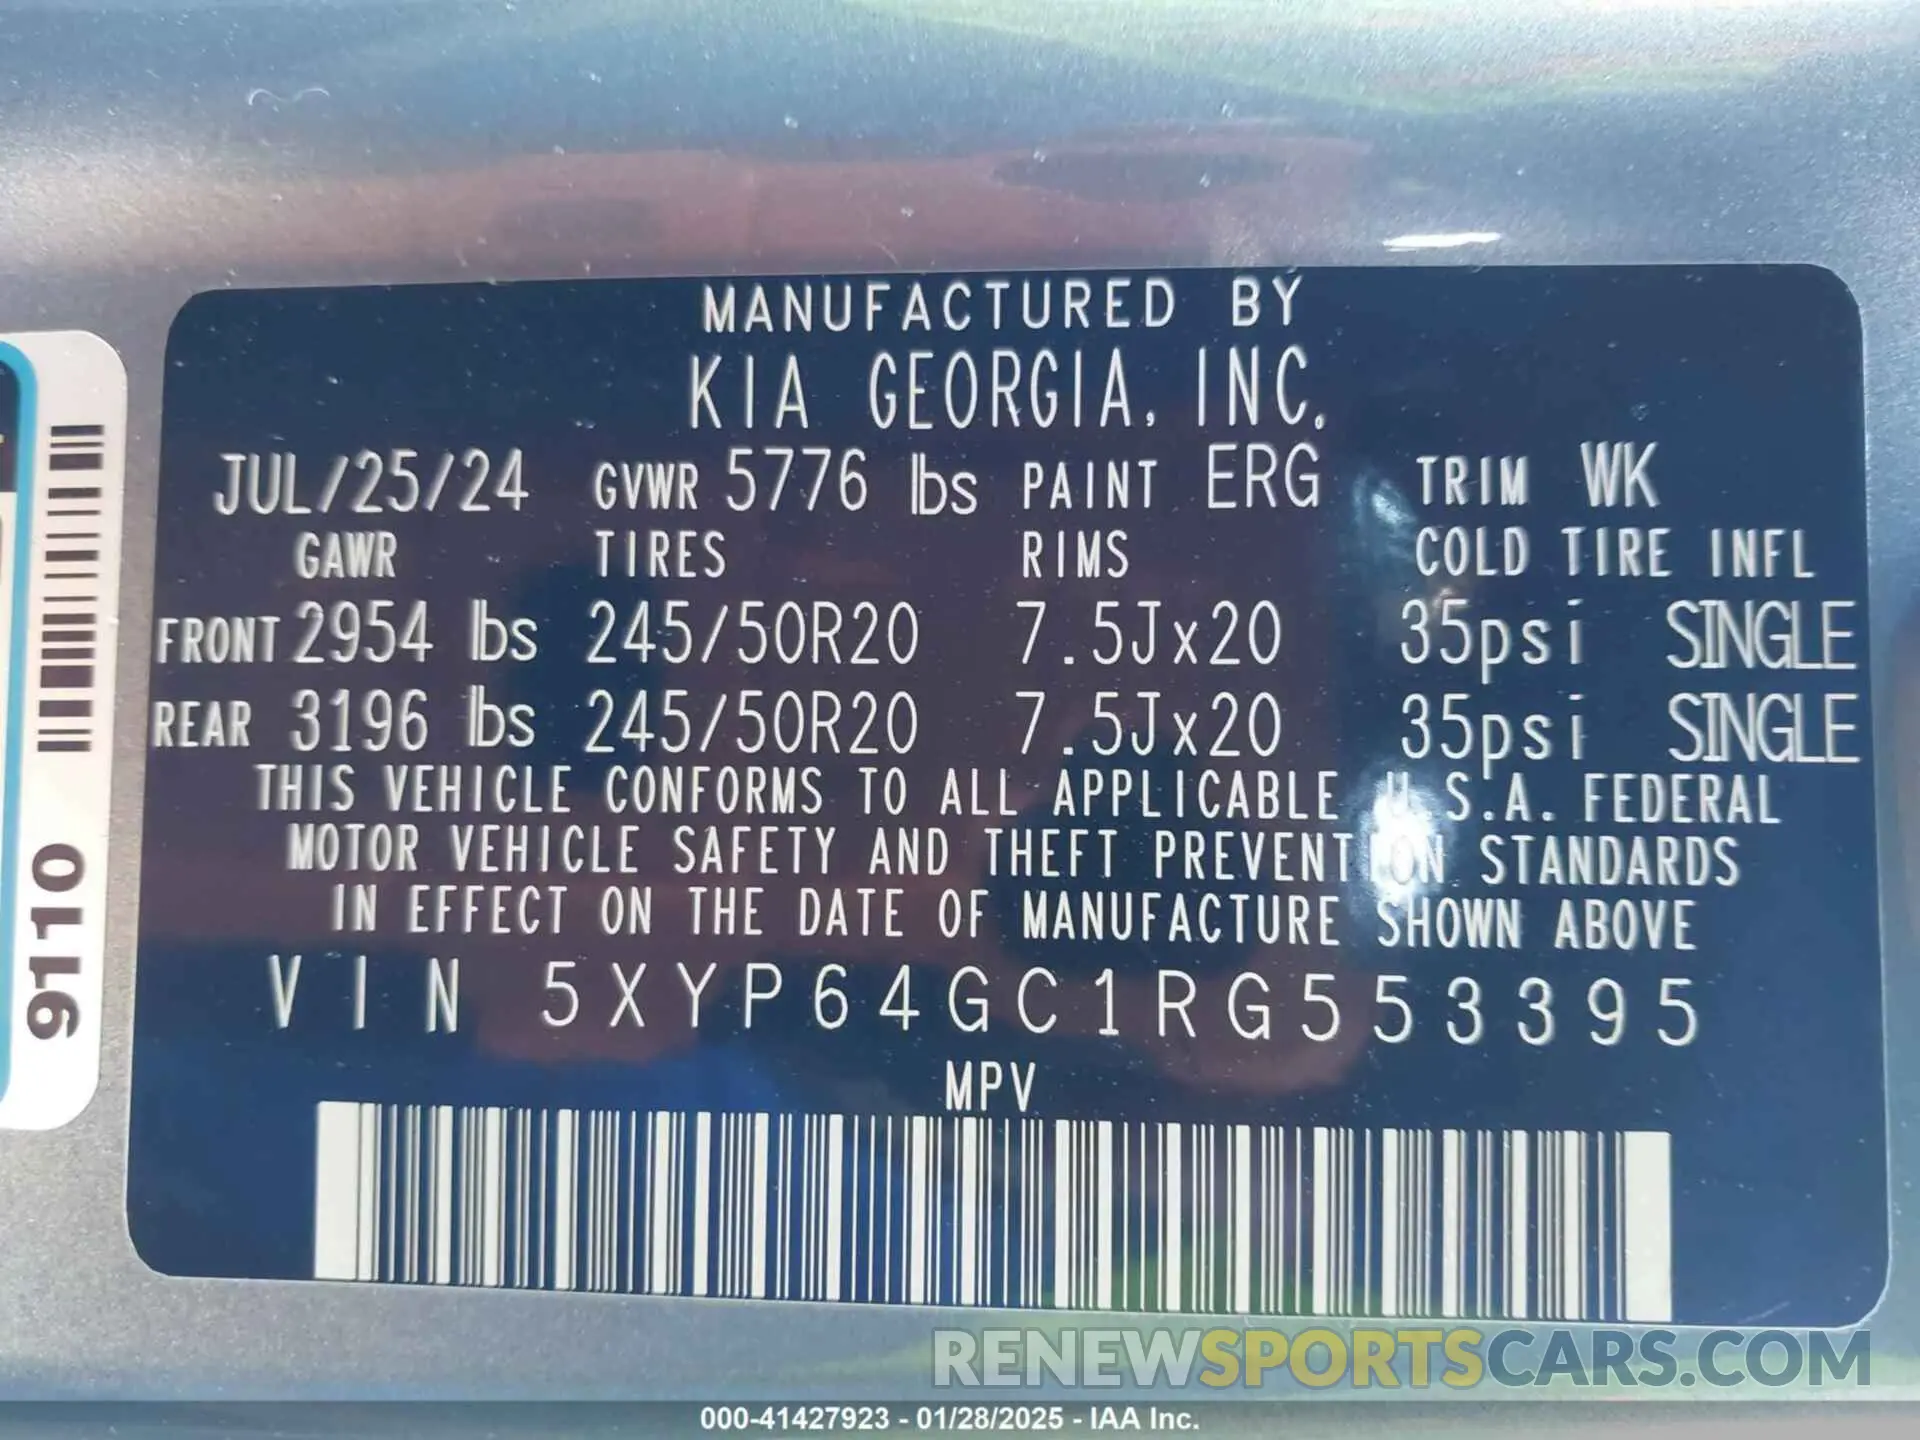 MANUFACTURED BY
KIA GEORGIA, INC.
JUL/25/24 GVWR 5776 lbs PAINT ERG TRIM WK
GAWR TIRES RIMS COLD TIRE INFL
FRONT 2954 lbs 245/50R20 7.5Jx20 35psi SINGLE
REAR 3196 lbs 245/50R20 7.5Jx20 35psi SINGLE
THIS VEHICLE CONFORMS TO ALL APPLICABLE U.S.A. FEDERAL
MOTOR VEHICLE SAFETY AND THEFT PREVENTION STANDARDS
IN EFFECT ON THE DATE OF MANUFACTURE SHOWN ABOVE
VIN 5XYP64GC1RG553395
MPV
9110
RENEWSPORTSCARS.COM
000-41427923 - 01/28/2025 - IAA Inc.